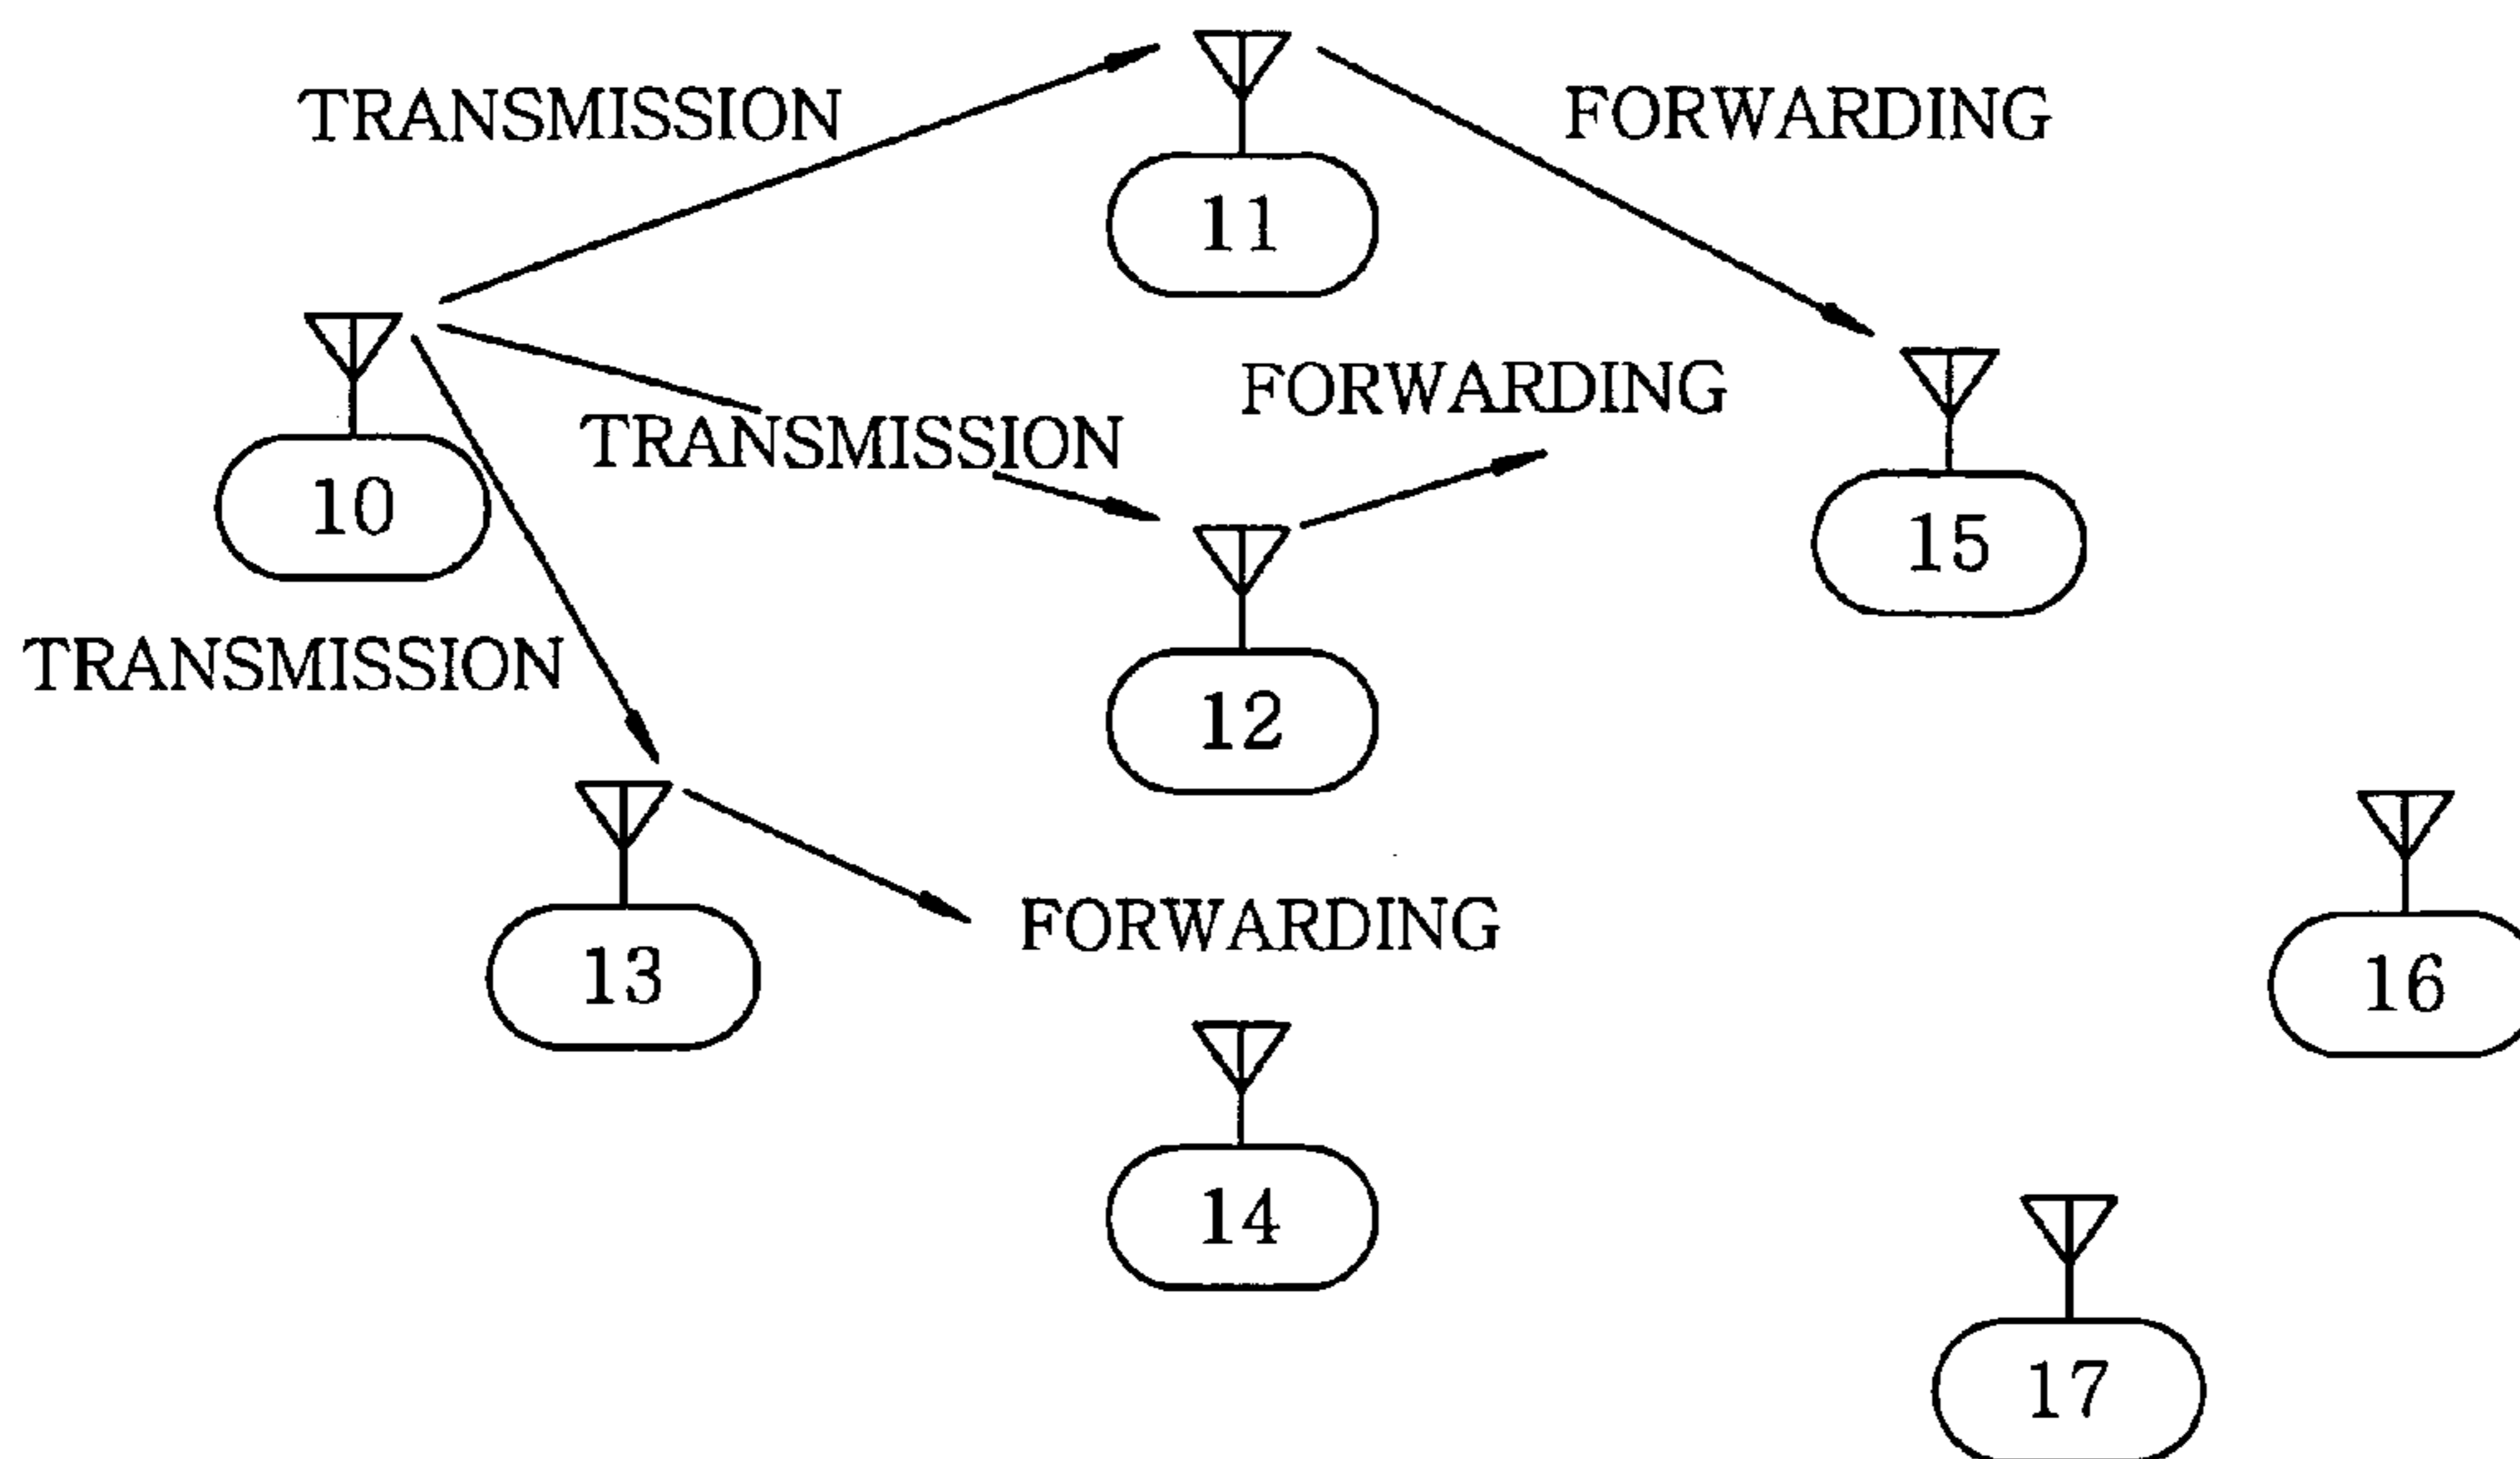 TRANSMISSION
FORWARDING
11
FORWARDING
TRANSMISSION
10
15
TRANSMISSION
12
FORWARDING
13
16
14
17